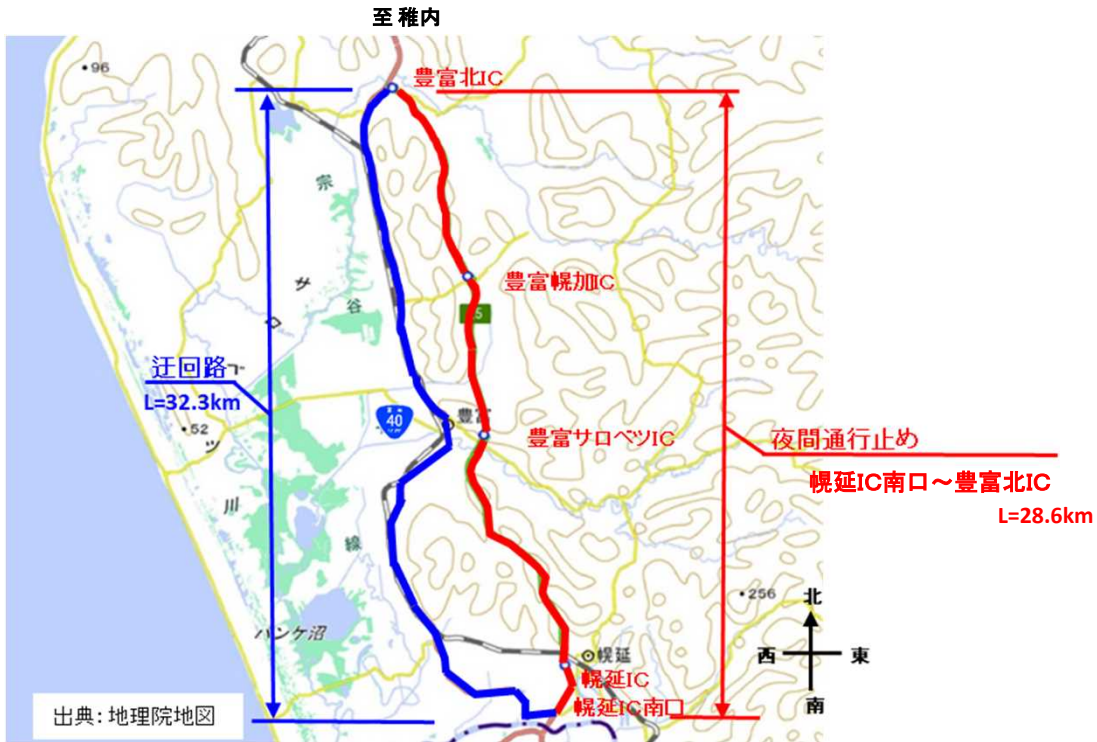 至 稚内
豊富北IC
96
宗
豊富幌加IC
サ
谷
ロ
迂回路
L=32.3km
40
豊富
52
ツ
豊富サロベツIC
夜間通行止め
幌延IC南口～豊富北IC
L=28.6km
川
線
256
北
パンケ沼
幌延
西
東
幌延IC
南
幌延IC南口
出典：地理院地図